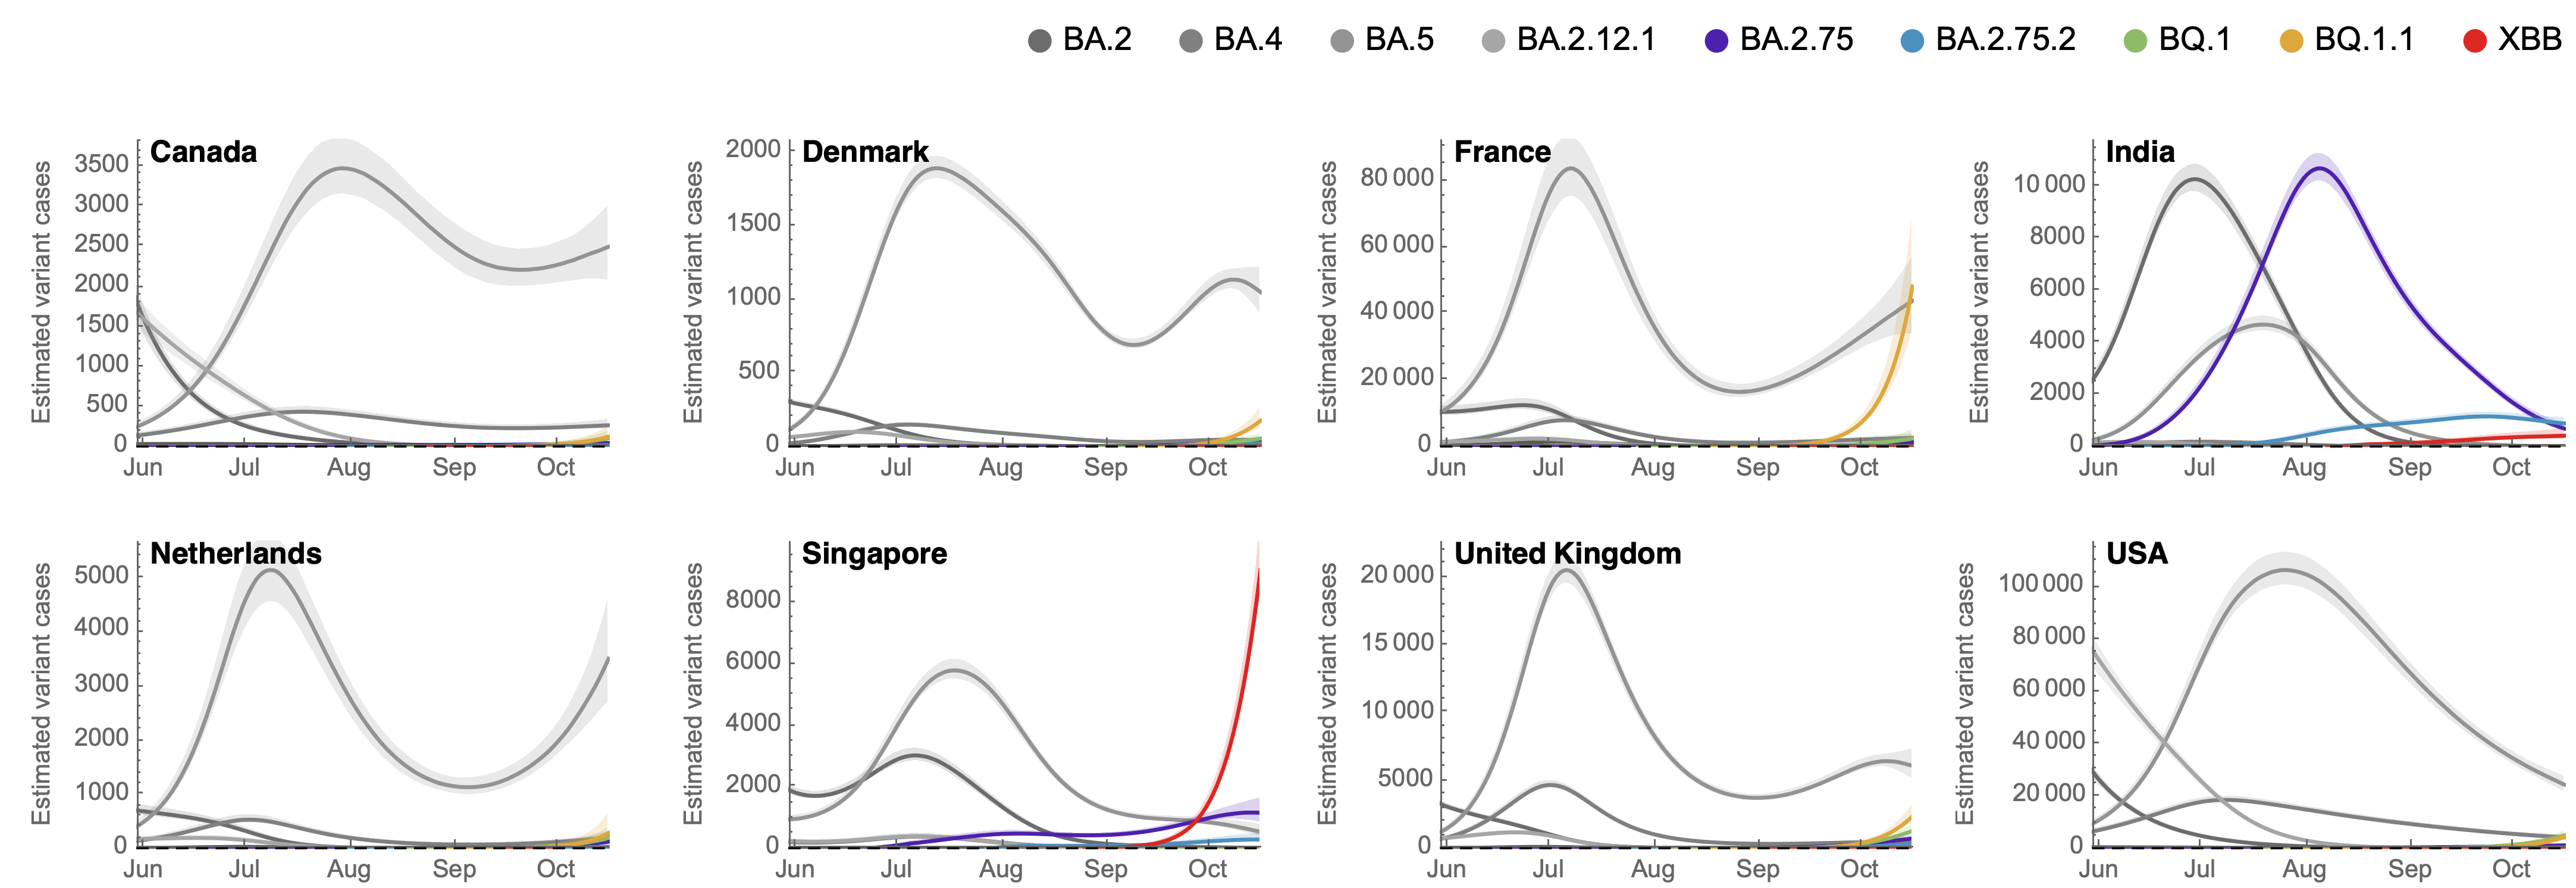 BA.2 BA.4 BA.5 BA.2.12.1 BA.2.75 BA.2.75.2 BQ.1 BQ.1.1 XBB
Canada
Estimated variant cases
3500
3000
2500
2000
1500
1000
500
0
Jun Jul Aug Sep Oct
Denmark
Estimated variant cases
2000
1500
1000
500
0
Jun Jul Aug Sep Oct
France
Estimated variant cases
80 000
60 000
40 000
20 000
0
Jun Jul Aug Sep Oct
India
Estimated variant cases
10 000
8000
6000
4000
2000
0
Jun Jul Aug Sep Oct
Netherlands
Estimated variant cases
5000
4000
3000
2000
1000
0
Jun Jul Aug Sep Oct
Singapore
Estimated variant cases
8000
6000
4000
2000
0
Jun Jul Aug Sep Oct
United Kingdom
Estimated variant cases
20 000
15 000
10 000
5000
0
Jun Jul Aug Sep Oct
USA
Estimated variant cases
100 000
80 000
60 000
40 000
20 000
0
Jun Jul Aug Sep Oct